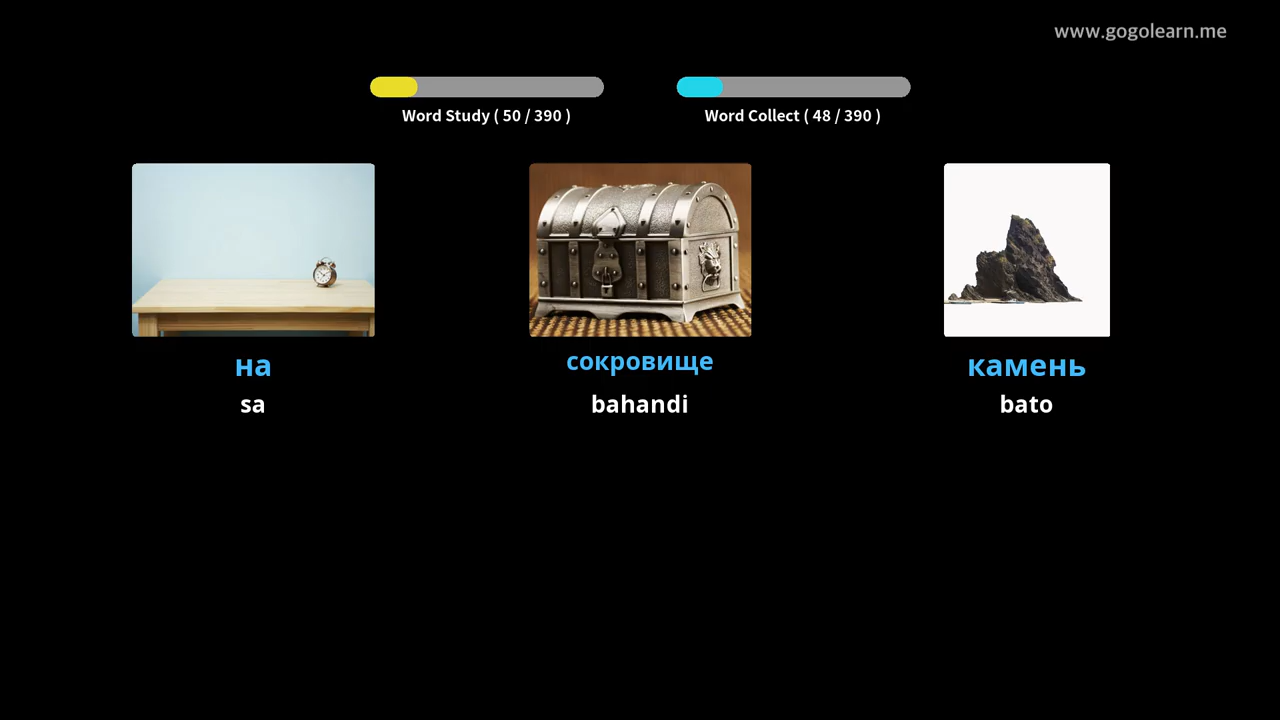 www.gogolearn.me
Word Study ( 50 / 390 )
Word Collect ( 48 / 390 )
на
сокровище
камень
sa
bahandi
bato